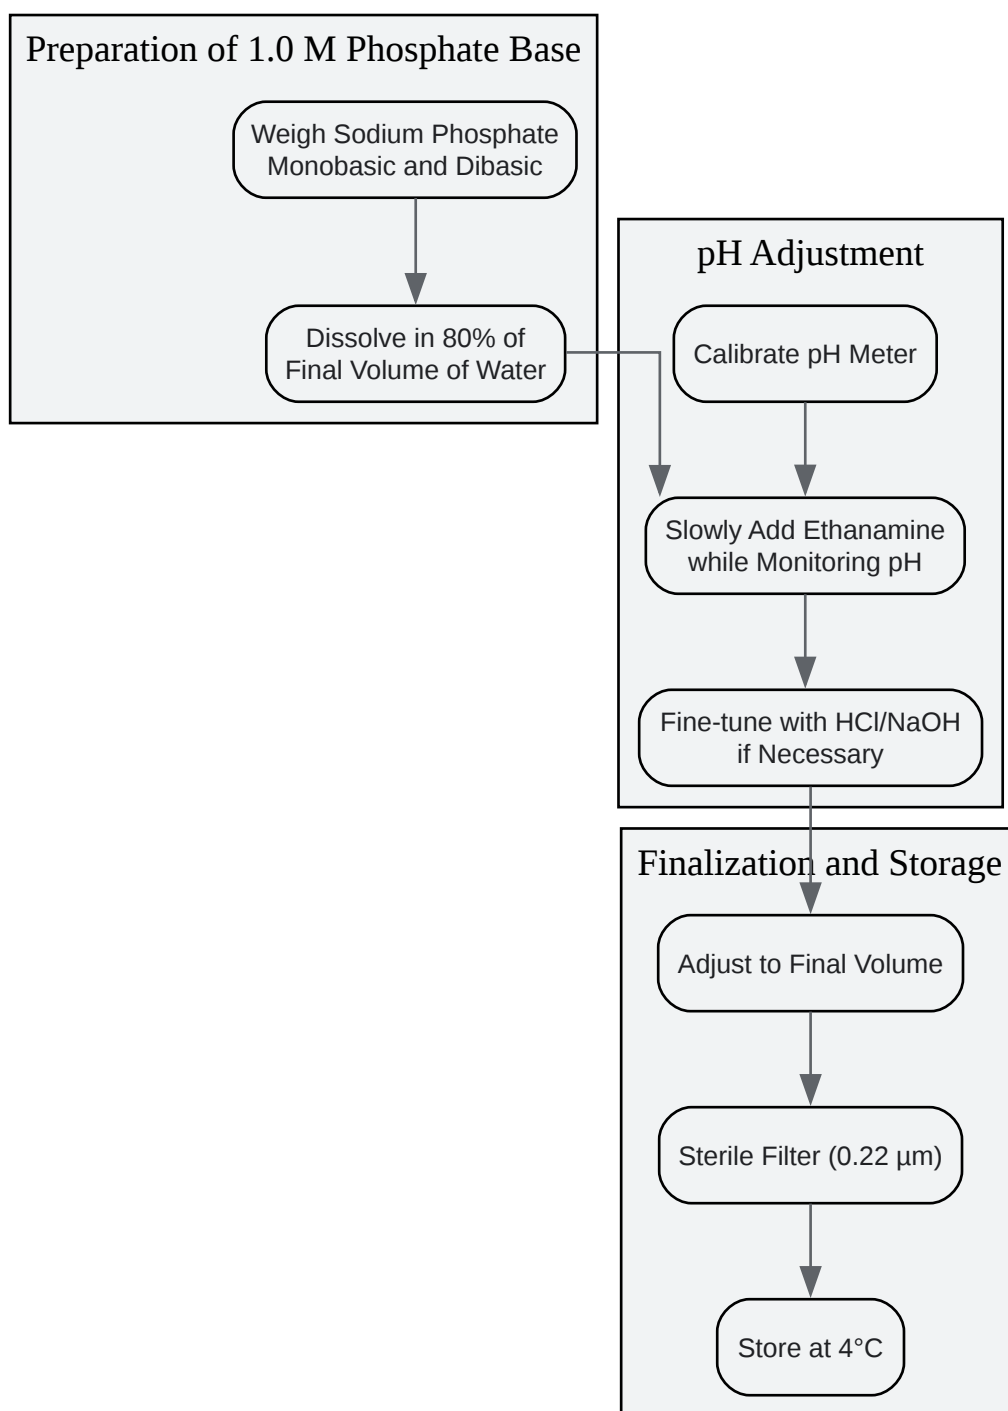 Preparation of 1.0 M Phosphate Base
Weigh Sodium Phosphate
Monobasic and Dibasic
Dissolve in 80% of
Final Volume of Water
pH Adjustment
Calibrate pH Meter
Slowly Add Ethanamine
while Monitoring pH
Fine-tune with HCl/NaOH
if Necessary
Finalization and Storage
Adjust to Final Volume
Sterile Filter (0.22 µm)
Store at 4°C